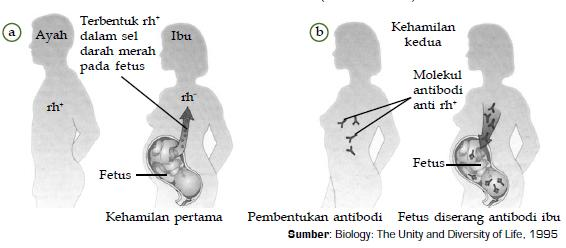 a
Ayah
Terbentuk rh+
dalam sel
darah merah
pada fetus
Ibu
rh+
rh-
Fetus
Kehamilan pertama
b
Kehamilan
kedua
Molekul
antibodi
anti rh+
Fetus
Pembentukan antibodi
Fetus diserang antibodi ibu
Sumber: Biology: The Unity and Diversity of Life, 1995